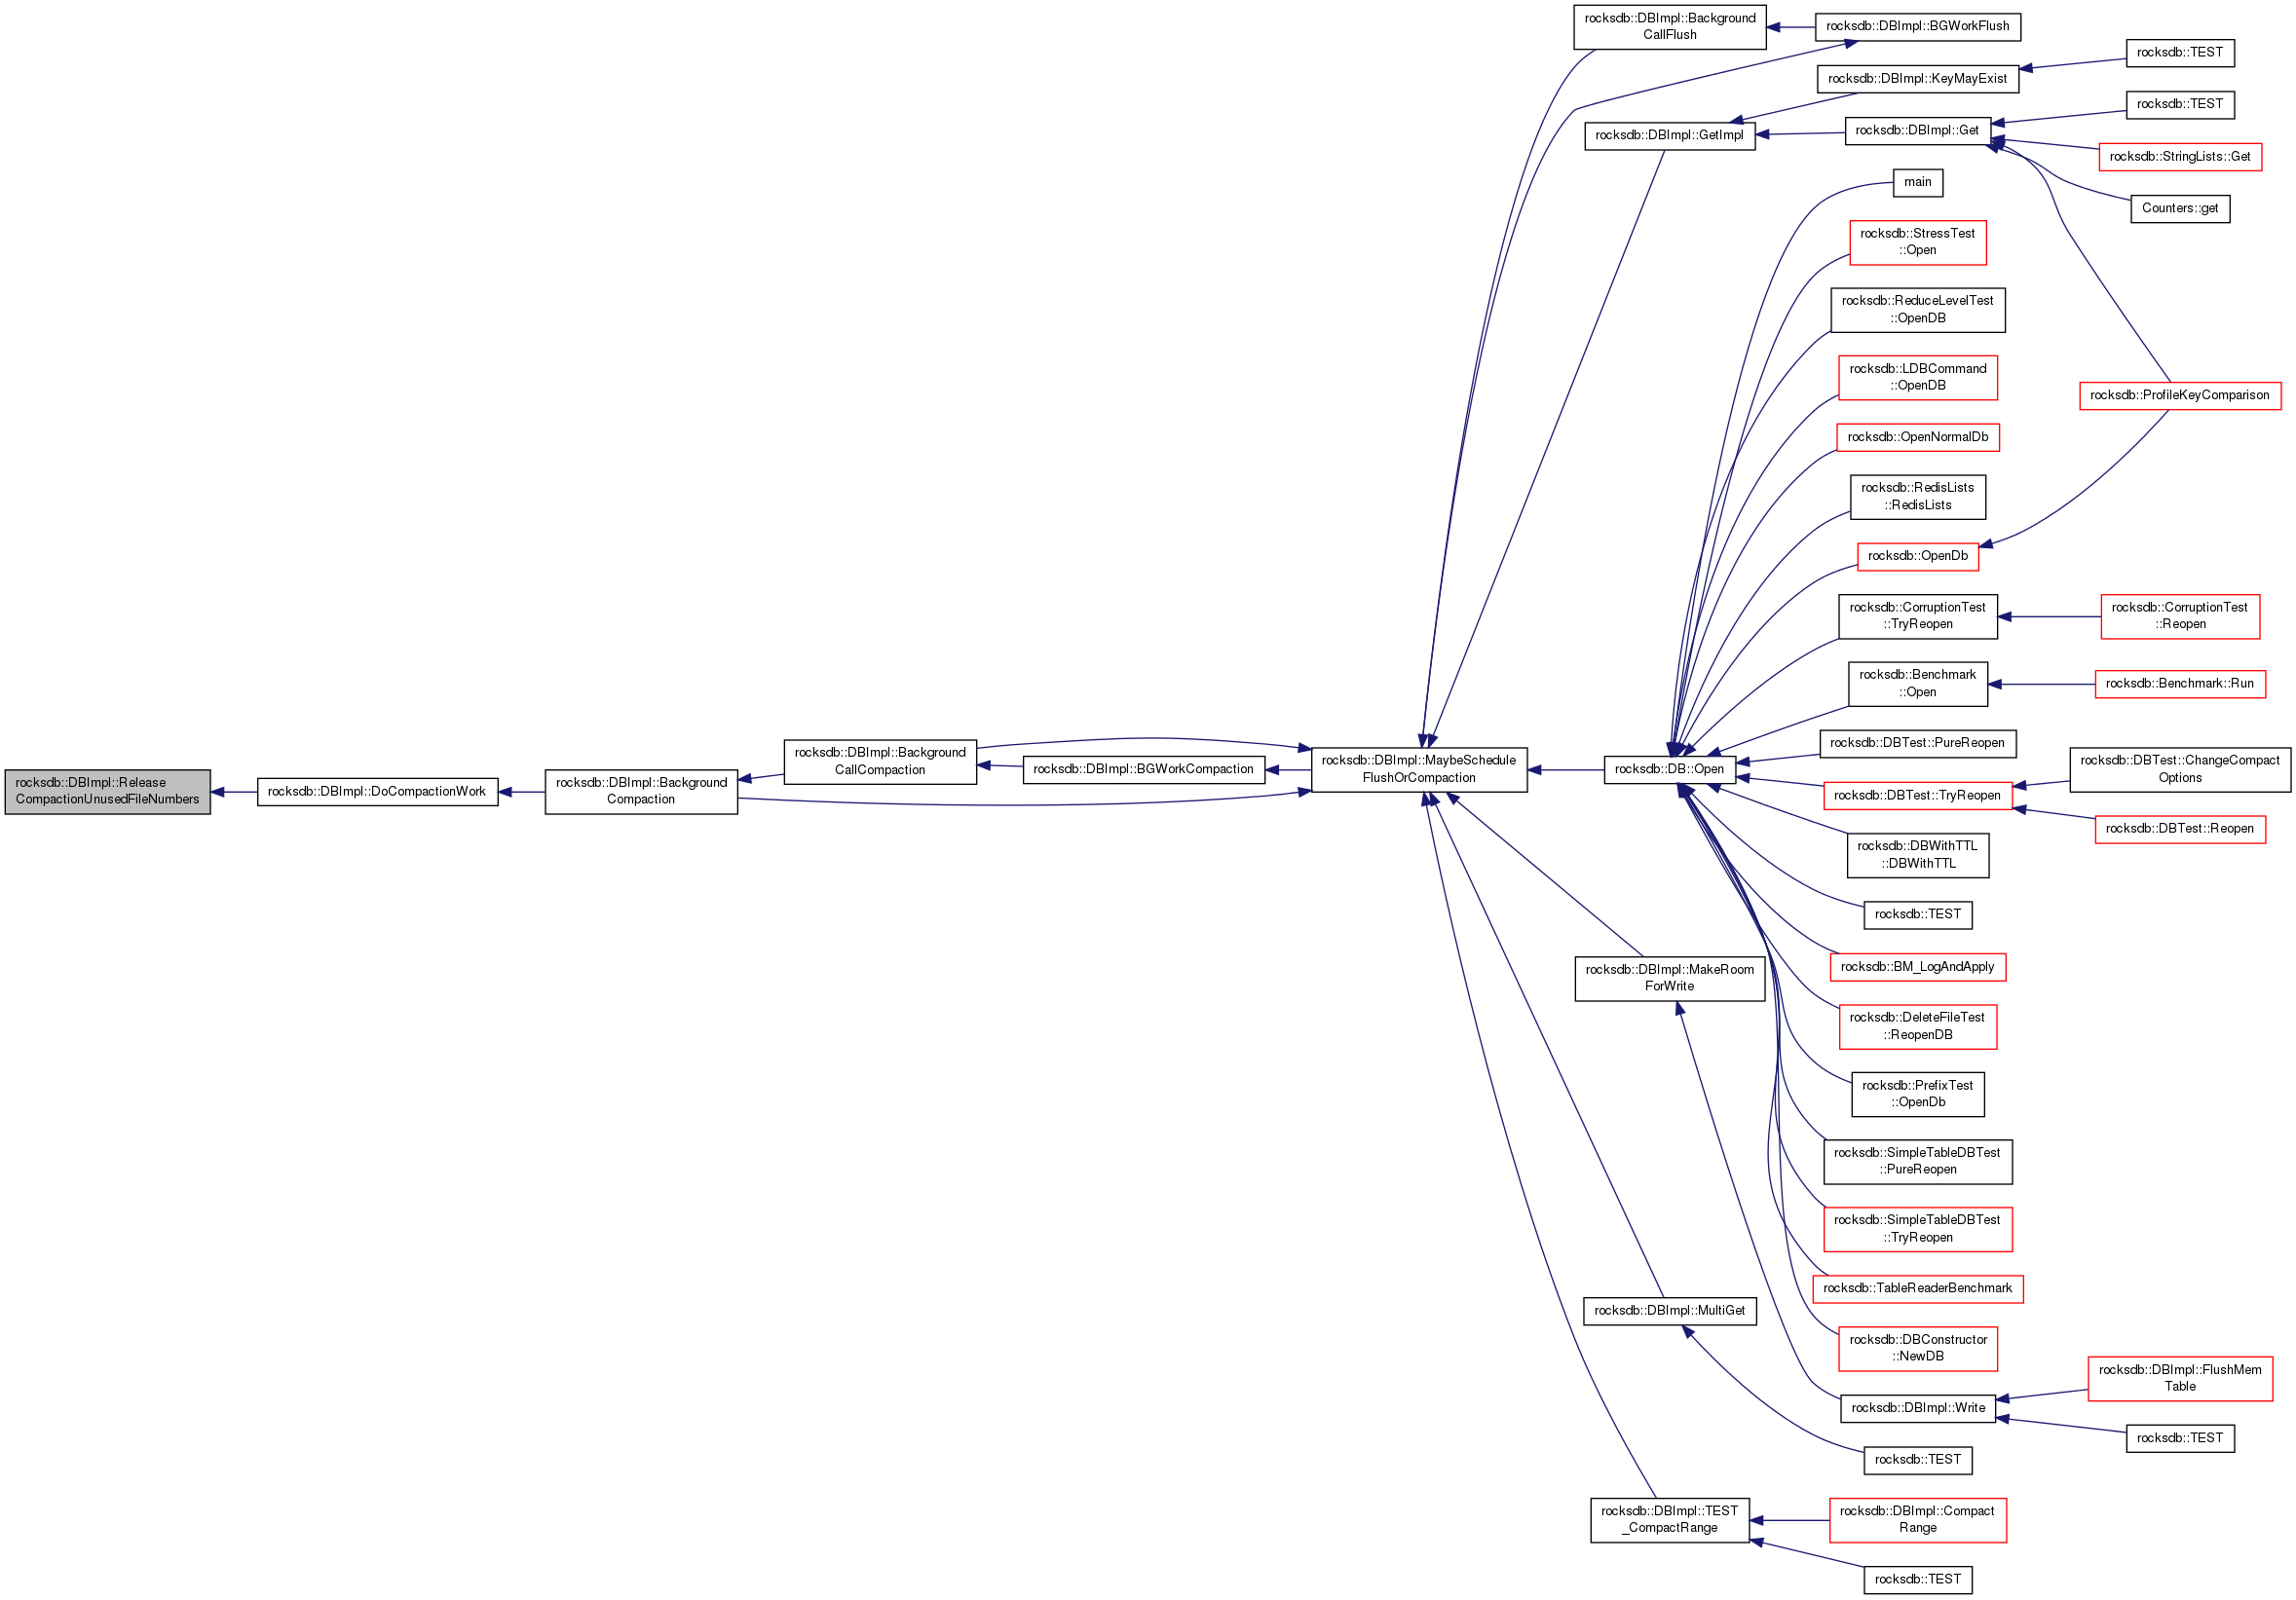 rocksdb::DBImpl::Release
CompactionUnusedFileNumbers
rocksdb::DBImpl::DoCompactionWork
rocksdb::DBImpl::Background
Compaction
rocksdb::DBImpl::Background
CallCompaction
rocksdb::DBImpl::BGWorkCompaction
rocksdb::DBImpl::MaybeSchedule
FlushOrCompaction
rocksdb::DBImpl::Background
CallFlush
rocksdb::DBImpl::BGWorkFlush
rocksdb::DBImpl::GetImpl
rocksdb::DBImpl::KeyMayExist
rocksdb::TEST
rocksdb::DBImpl::Get
rocksdb::TEST
rocksdb::StringLists::Get
Counters::get
rocksdb::ProfileKeyComparison
rocksdb::DB::Open
main
rocksdb::StressTest
::Open
rocksdb::ReduceLevelTest
::OpenDB
rocksdb::LDBCommand
::OpenDB
rocksdb::OpenNormalDb
rocksdb::RedisLists
::RedisLists
rocksdb::OpenDb
rocksdb::CorruptionTest
::TryReopen
rocksdb::CorruptionTest
::Reopen
rocksdb::Benchmark
::Open
rocksdb::Benchmark::Run
rocksdb::DBTest::PureReopen
rocksdb::DBTest::TryReopen
rocksdb::DBTest::ChangeCompact
Options
rocksdb::DBTest::Reopen
rocksdb::DBWithTTL
::DBWithTTL
rocksdb::TEST
rocksdb::BM_LogAndApply
rocksdb::DeleteFileTest
::ReopenDB
rocksdb::PrefixTest
::OpenDb
rocksdb::SimpleTableDBTest
::PureReopen
rocksdb::SimpleTableDBTest
::TryReopen
rocksdb::TableReaderBenchmark
rocksdb::DBConstructor
::NewDB
rocksdb::DBImpl::MakeRoom
ForWrite
rocksdb::DBImpl::Write
rocksdb::DBImpl::FlushMem
Table
rocksdb::TEST
rocksdb::DBImpl::MultiGet
rocksdb::TEST
rocksdb::DBImpl::TEST
_CompactRange
rocksdb::DBImpl::Compact
Range
rocksdb::TEST